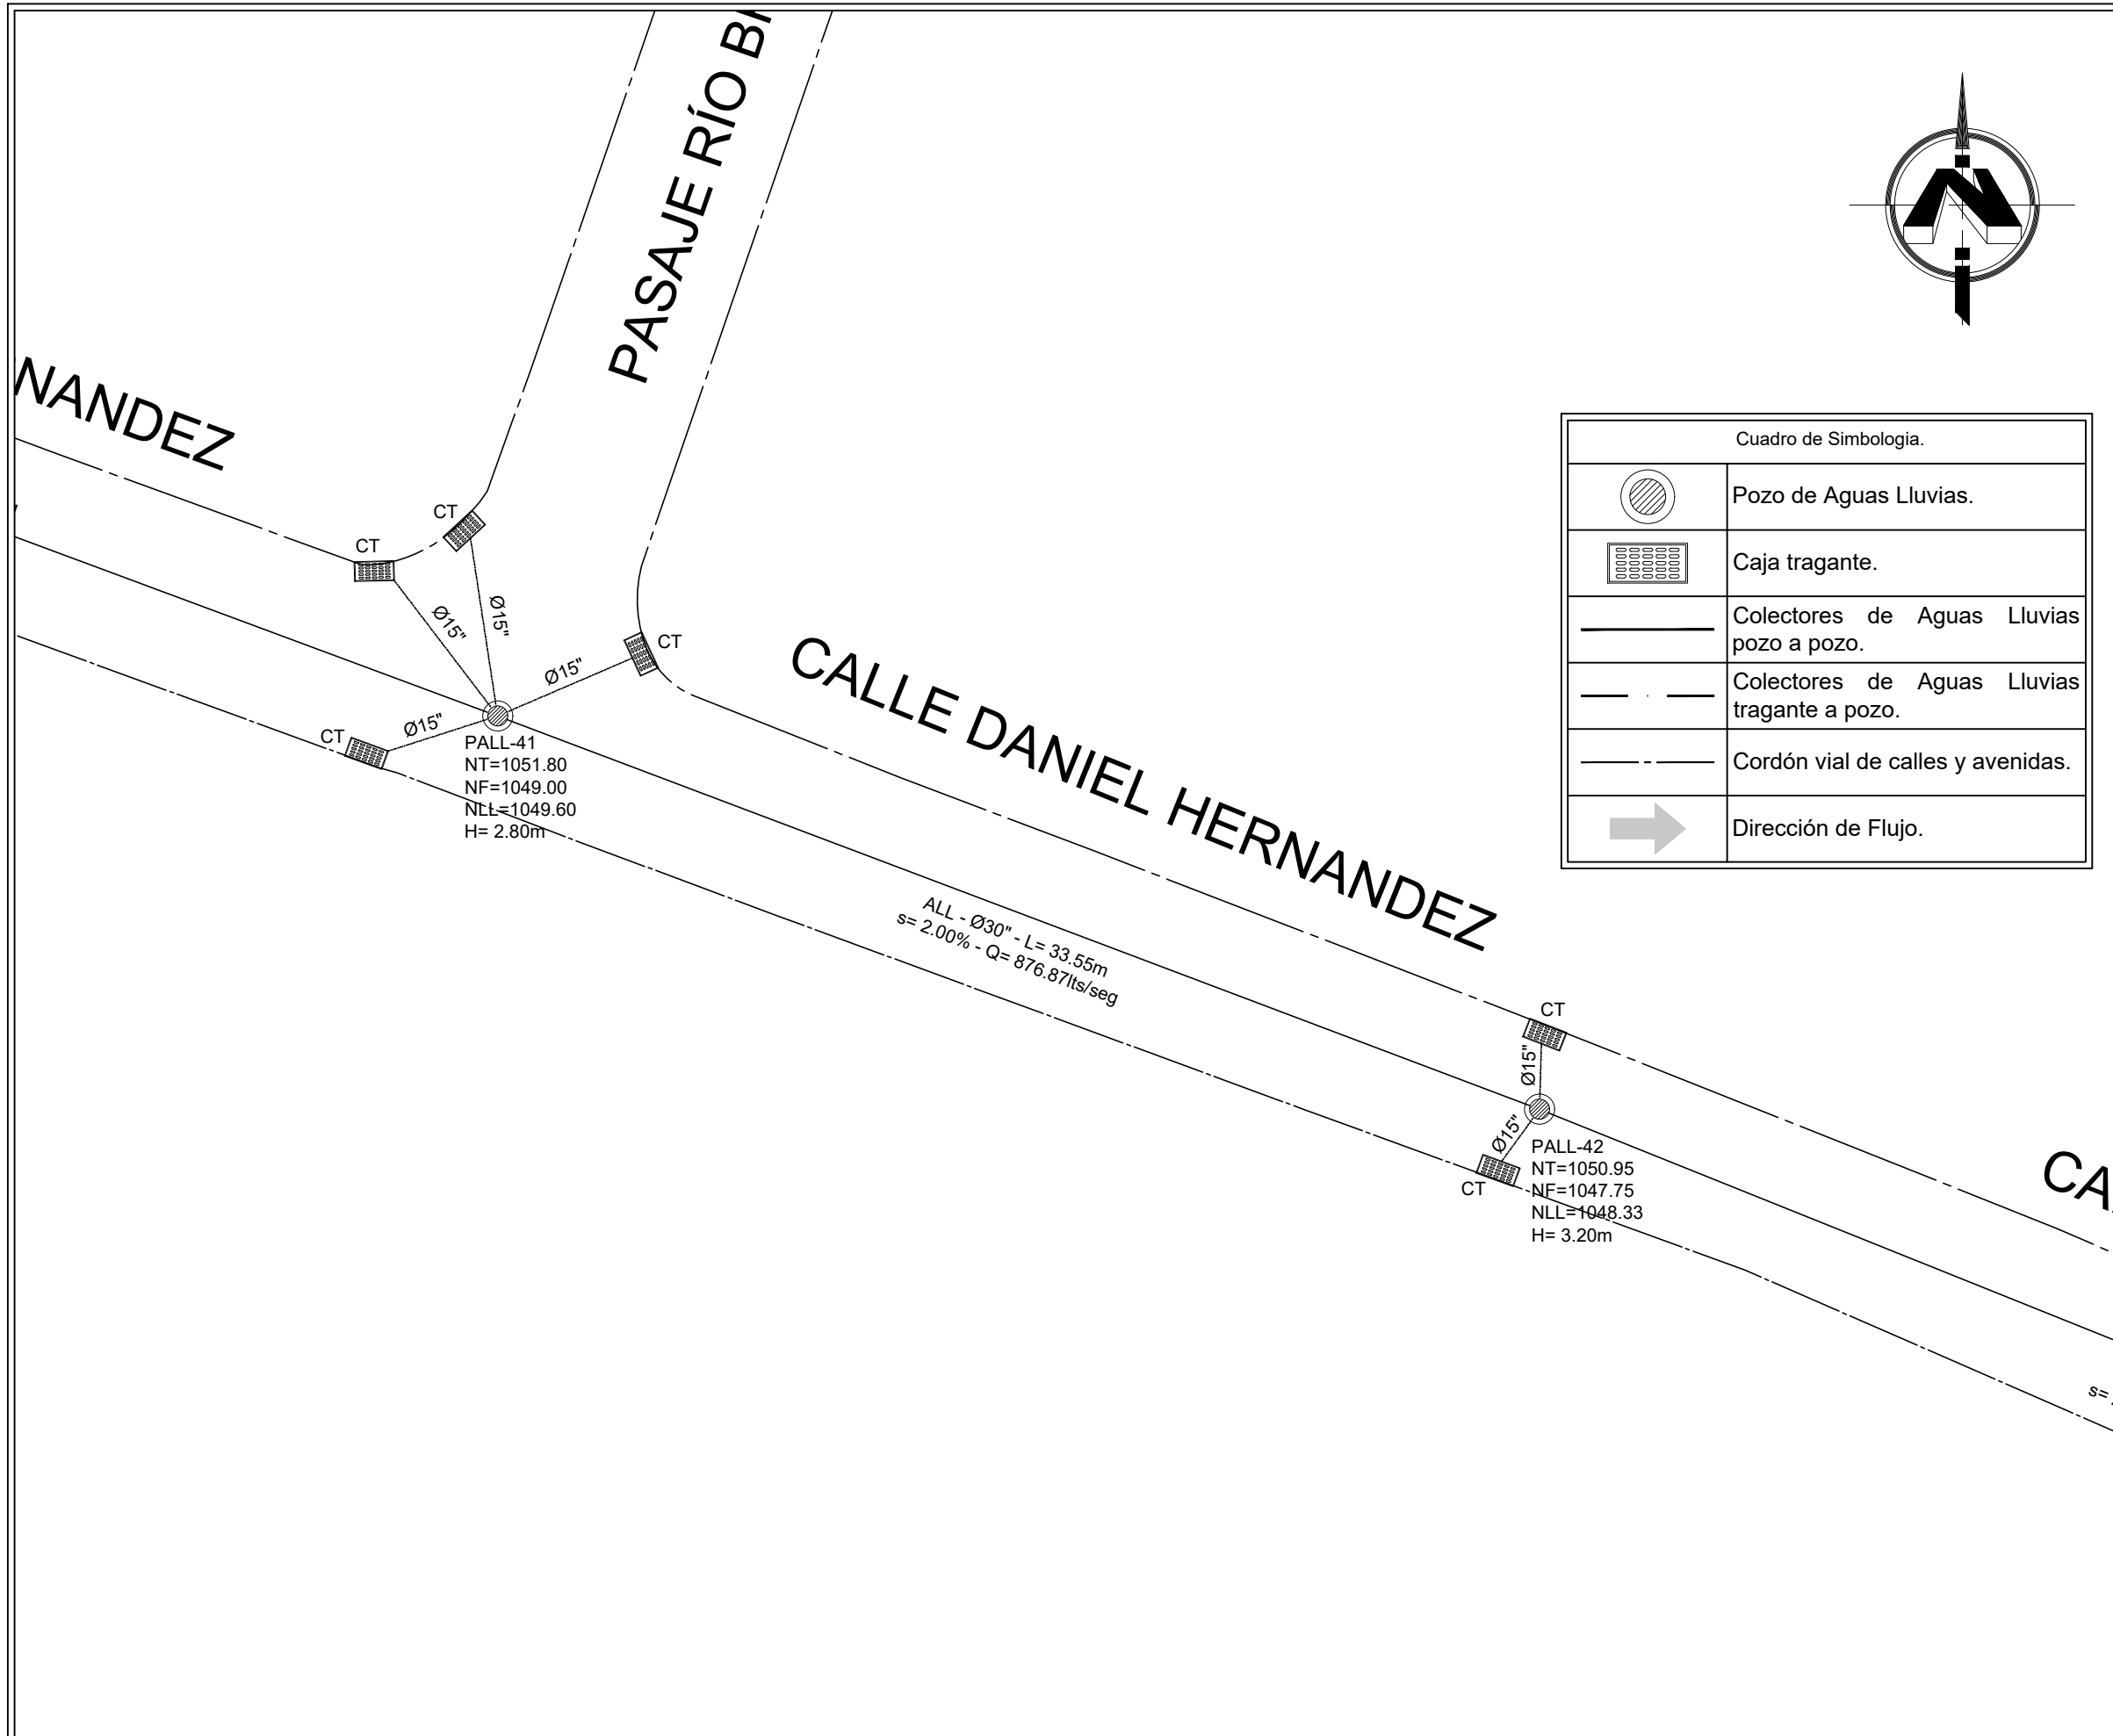 PASAJE RÍO
NANDEZ
Cuadro de Simbologia.
Pozo de Aguas Lluvias.
Caja tragante.
Colectores de Aguas Lluvias
pozo a pozo.
Colectores de Aguas Lluvias
tragante a pozo.
Cordón vial de calles y avenidas.
Dirección de Flujo.
N
CT
CT
Ø15"
Ø15"
CT
Ø15"
CT
Ø15"
PALL-41
NT=1051.80
NF=1049.00
NLL=1049.60
H= 2.80m
CALLE DANIEL HERNANDEZ
ALL - Ø30" - L= 33.55m
s= 2.00% - Q= 876.87lts/seg
CT
Ø15"
Ø15"
CT
PALL-42
NT=1050.95
NF=1047.75
NLL=1048.33
H= 3.20m
CA
s=